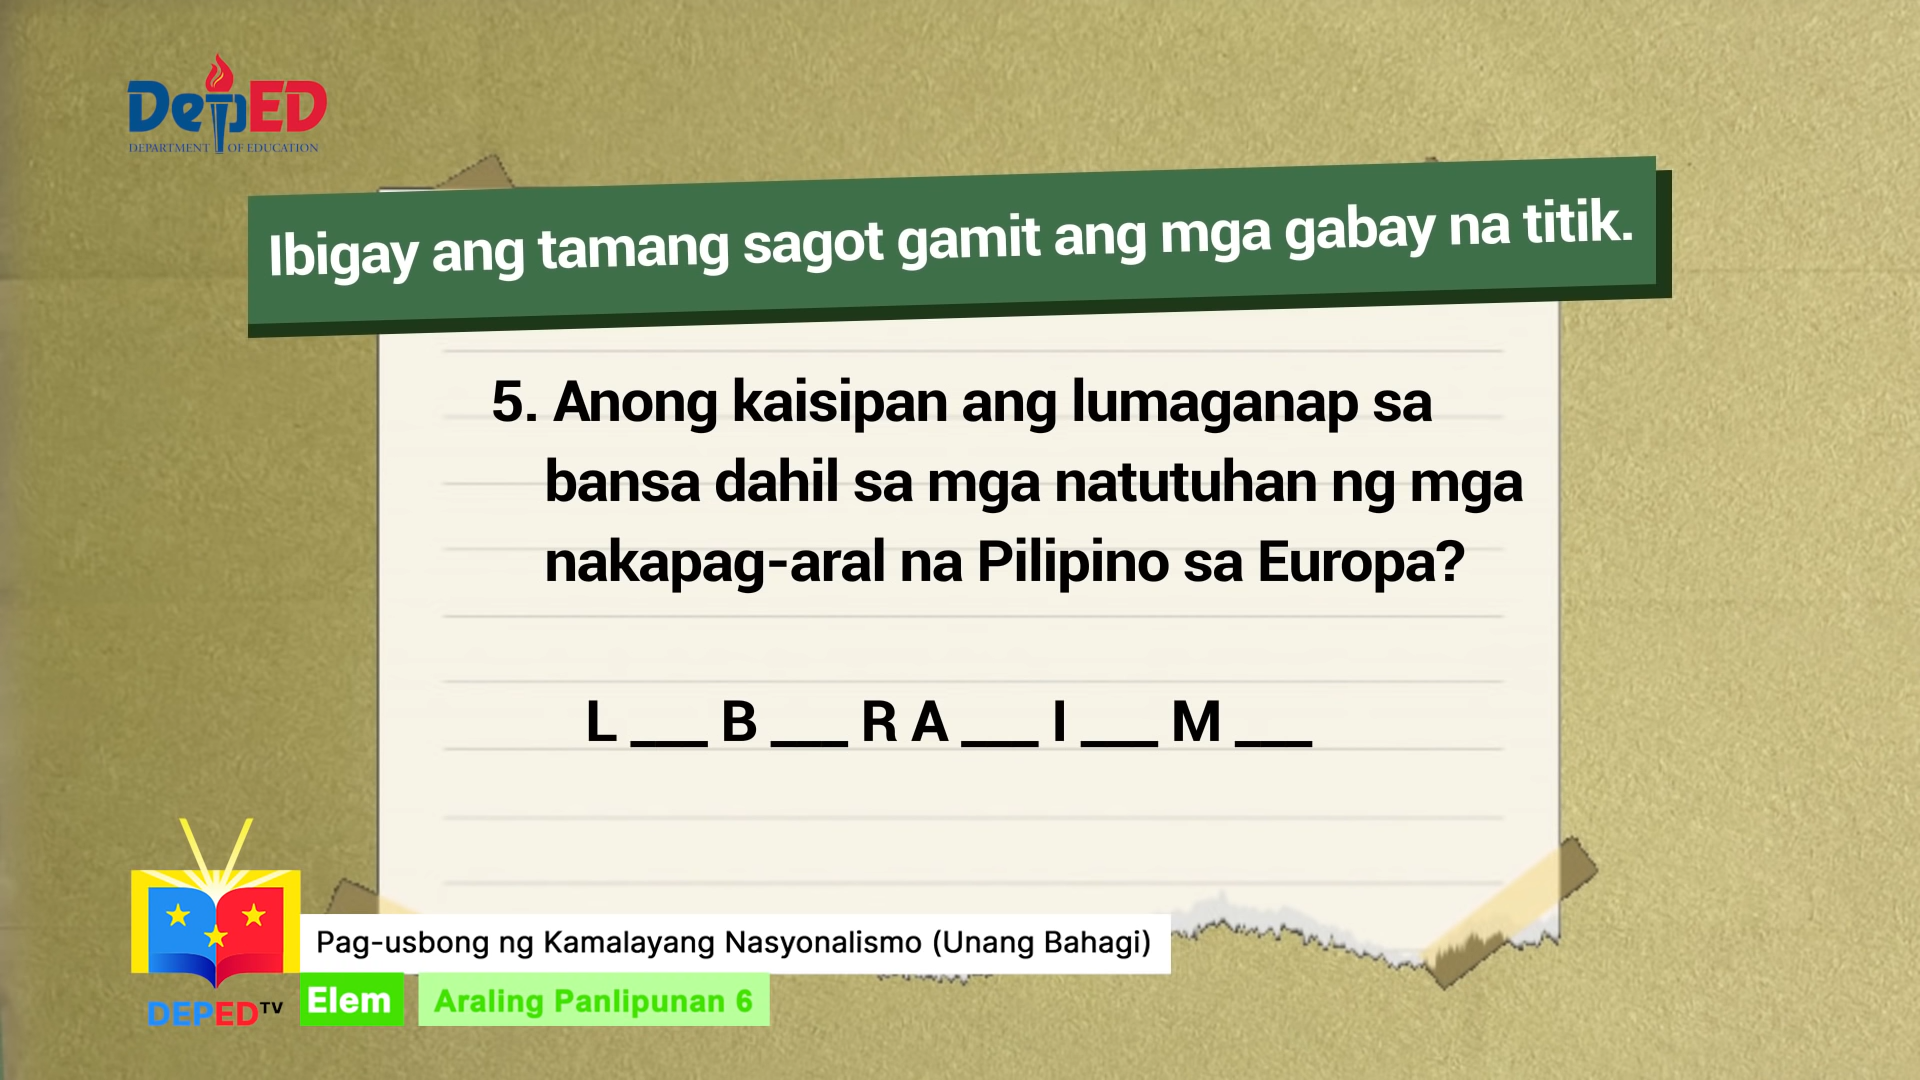 DepED
DEPARTMENT OF EDUCATION
Ibigay ang tamang sagot gamit ang mga gabay na titik.
5. Anong kaisipan ang lumaganap sa
bansa dahil sa mga natutuhan ng mga
nakapag-aral na Pilipino sa Europa?
L ___ B ___ R A ___ I ___ M ___
Pag-usbong ng Kamalayang Nasyonalismo (Unang Bahagi)
DEPED TV
Elem
Araling Panlipunan 6